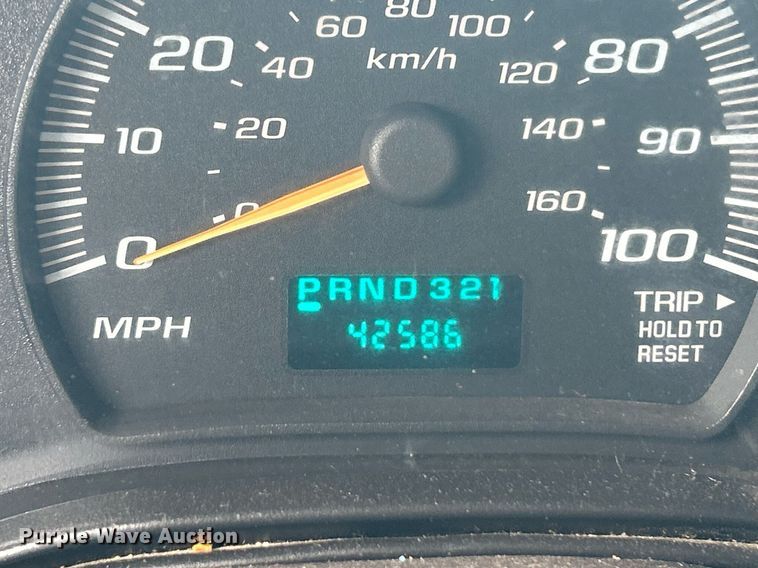 80
60 100
20 40 km/h 120 80
10 20 140 90
0 0 160 100
PRND321
42586
MPH
TRIP ►
HOLD TO
RESET
Purple Wave Auction